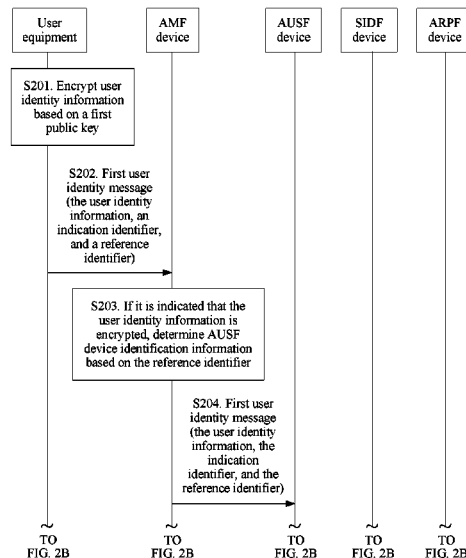 User
equipment
AMF
device
AUSF
device
SIDF
device
ARPF
device
S201. Encrypt user
identity information
based on a first
public key
S202. First user
identity message
(the user identity
information, an
indication identifier,
and a reference
identifier)
S203. If it is indicated that the
user identity information is
encrypted, determine AUSF
device identification information
based on the reference identifier
S204. First user
identity message
(the user identity
information, the
indication
identifier, and the
reference identifier)
TO
FIG. 2B
TO
FIG. 2B
TO
FIG. 2B
TO
FIG. 2B
TO
FIG. 2B